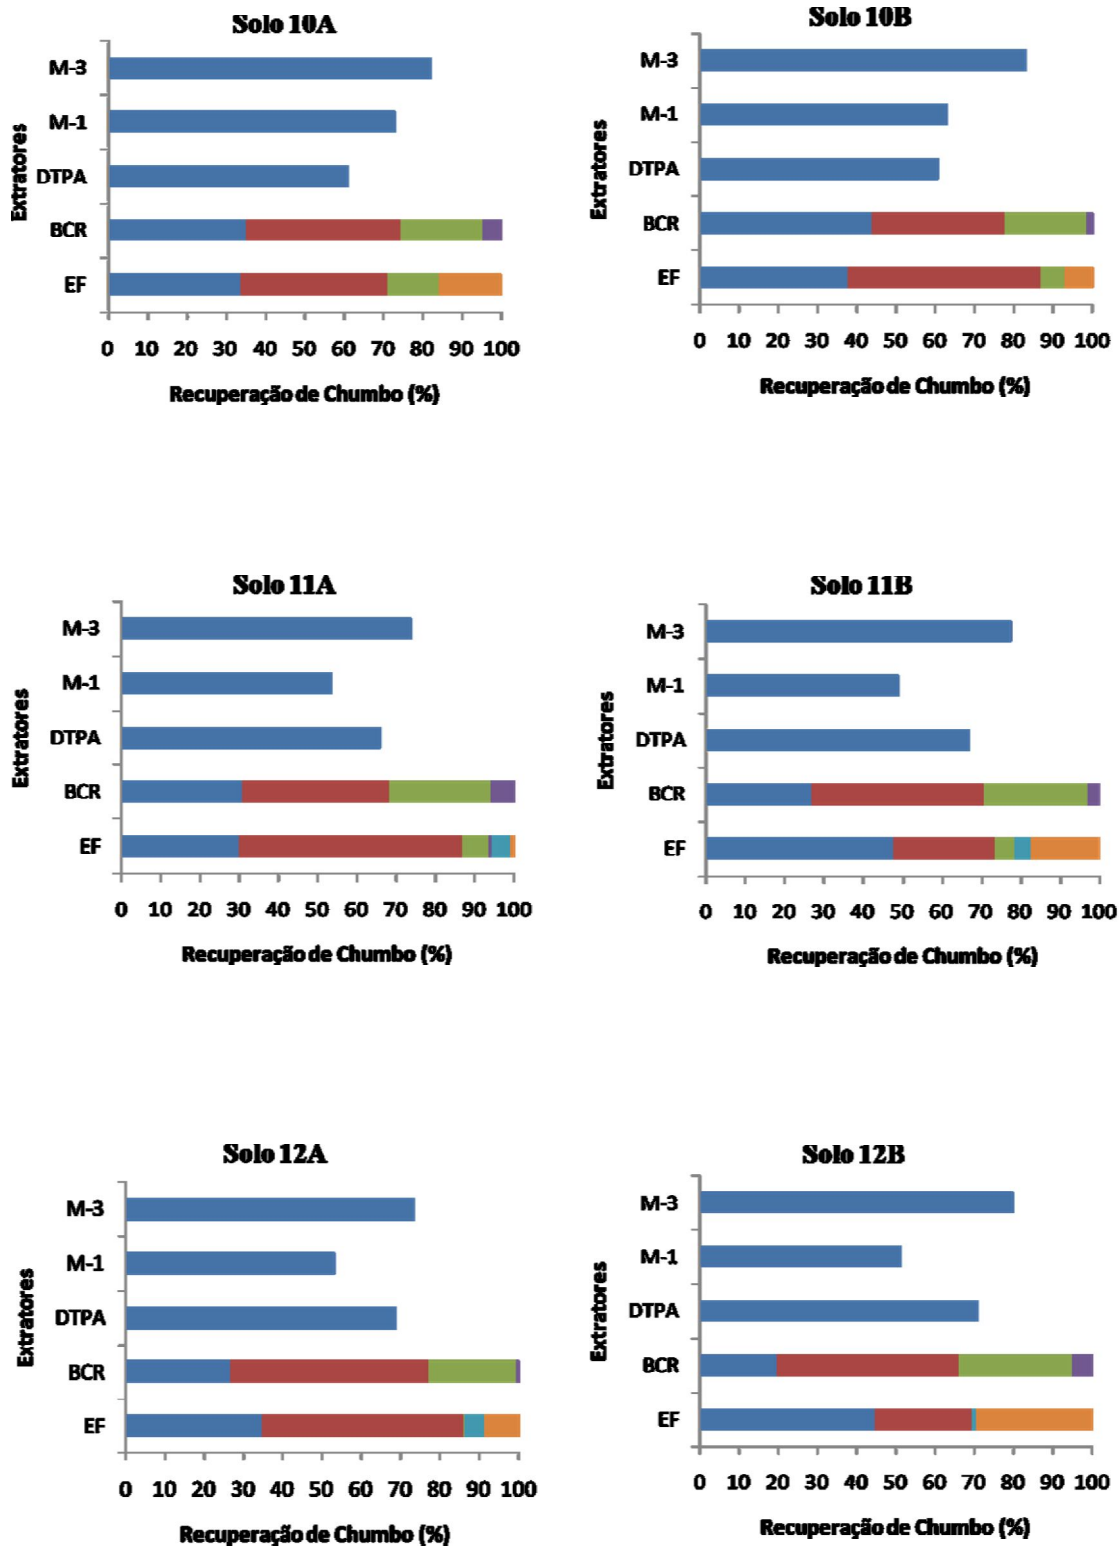 Solo 10A
Extratores
M-3
M-1
DTPA
BCR
EF
0 10 20 30 40 50 60 70 80 90 100
Recuperação de Chumbo (%)
Solo 10B
Extratores
M-3
M-1
DTPA
BCR
EF
0 10 20 30 40 50 60 70 80 90 100
Recuperação de Chumbo (%)
Solo 11A
Extratores
M-3
M-1
DTPA
BCR
EF
0 10 20 30 40 50 60 70 80 90 100
Recuperação de Chumbo (%)
Solo 11B
Extratores
M-3
M-1
DTPA
BCR
EF
0 10 20 30 40 50 60 70 80 90 100
Recuperação de Chumbo (%)
Solo 12A
Extratores
M-3
M-1
DTPA
BCR
EF
0 10 20 30 40 50 60 70 80 90 100
Recuperação de Chumbo (%)
Solo 12B
Extratores
M-3
M-1
DTPA
BCR
EF
0 10 20 30 40 50 60 70 80 90 100
Recuperação de Chumbo (%)